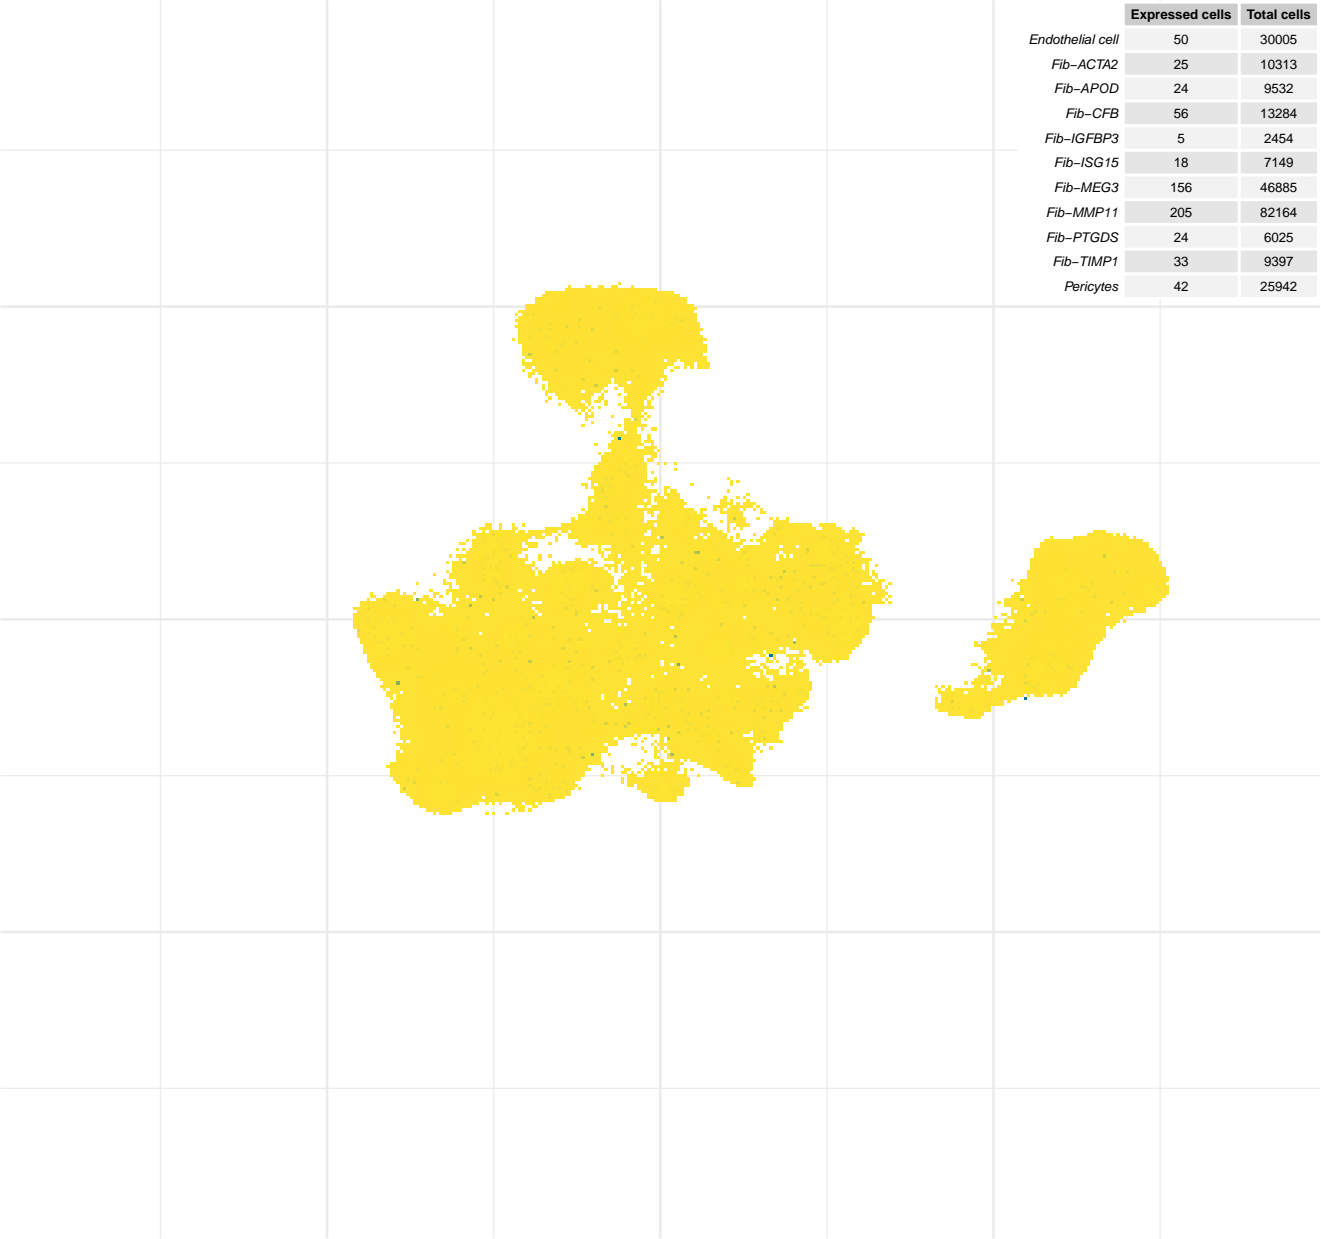 Expressed cells Total cells
Endothelial cell 50 30005
Fib−ACTA2 25 10313
Fib−APOD 24 9532
Fib−CFB 56 13284
Fib−IGFBP3 5 2454
Fib−ISG15 18 7149
Fib−MEG3 156 46885
Fib−MMP11 205 82164
Fib−PTGDS 24 6025
Fib−TIMP1 33 9397
Pericytes 42 25942